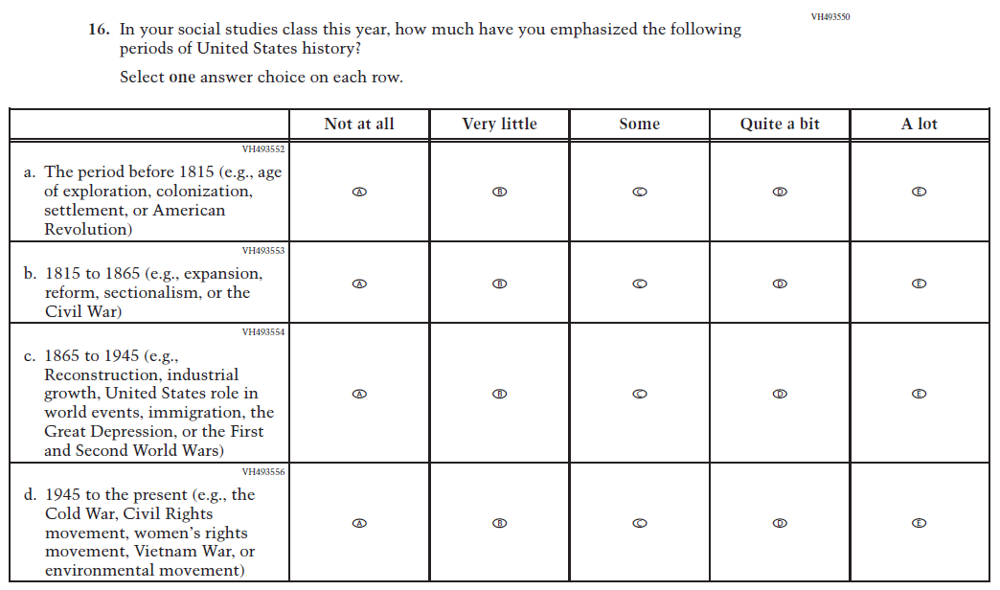 VH493550
16. In your social studies class this year, how much have you emphasized the following
periods of United States history?
Select one answer choice on each row.
Not at all Very little Some Quite a bit A lot
VH493552
a. The period before 1815 (e.g., age
of exploration, colonization,
settlement, or American
Revolution)
A B C D E
VH493553
b. 1815 to 1865 (e.g., expansion,
reform, sectionalism, or the
Civil War)
A B C D E
VH493554
c. 1865 to 1945 (e.g.,
Reconstruction, industrial
growth, United States role in
world events, immigration, the
Great Depression, or the First
and Second World Wars)
A B C D E
VH493556
d. 1945 to the present (e.g., the
Cold War, Civil Rights
movement, women’s rights
movement, Vietnam War, or
environmental movement)
A B C D E